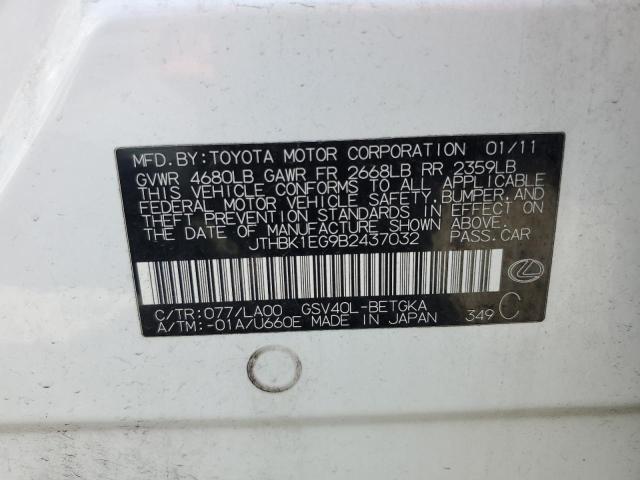 MFD.BY:TOYOTA MOTOR CORPORATION 01/11
GVWR 4680LB GAWR FR 2668LB RR 2359LB
THIS VEHICLE CONFORMS TO ALL APPLICABLE
FEDERAL MOTOR VEHICLE SAFETY,BUMPER,AND
THEFT PREVENTION STANDARDS IN EFFECT ON
THE DATE OF MANUFACTURE SHOWN ABOVE.
JTHBK1EG9B2437032 PASS.CAR
C/TR:077/LA00 GSV40L-BETGKA
A/TM:-01A/U660E MADE IN JAPAN 349 C